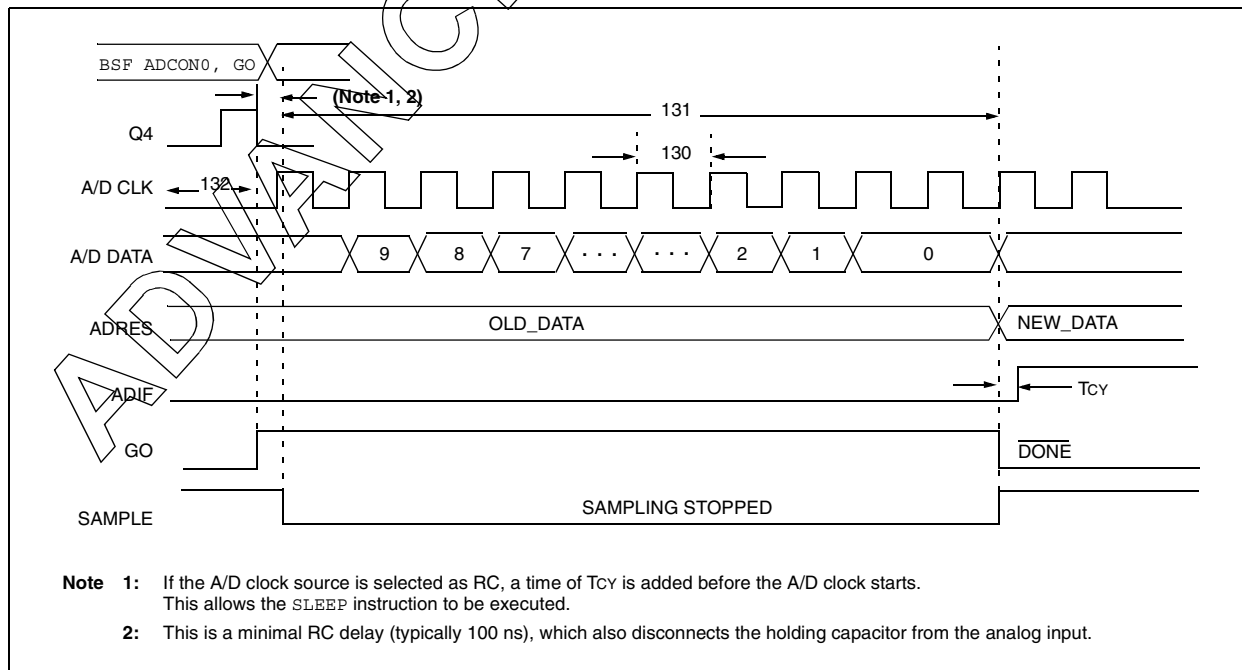 BSF ADCON0, GO
(Note 1, 2)
131
Q4
130
A/D CLK
132
A/D DATA
9 8 7 . . . . . . 2 1 0
ADRES
OLD_DATA
NEW_DATA
ADIF
TCY
GO
DONE
SAMPLE
SAMPLING STOPPED
Note 1: If the A/D clock source is selected as RC, a time of TCY is added before the A/D clock starts.
This allows the SLEEP instruction to be executed.
2: This is a minimal RC delay (typically 100 ns), which also disconnects the holding capacitor from the analog input.